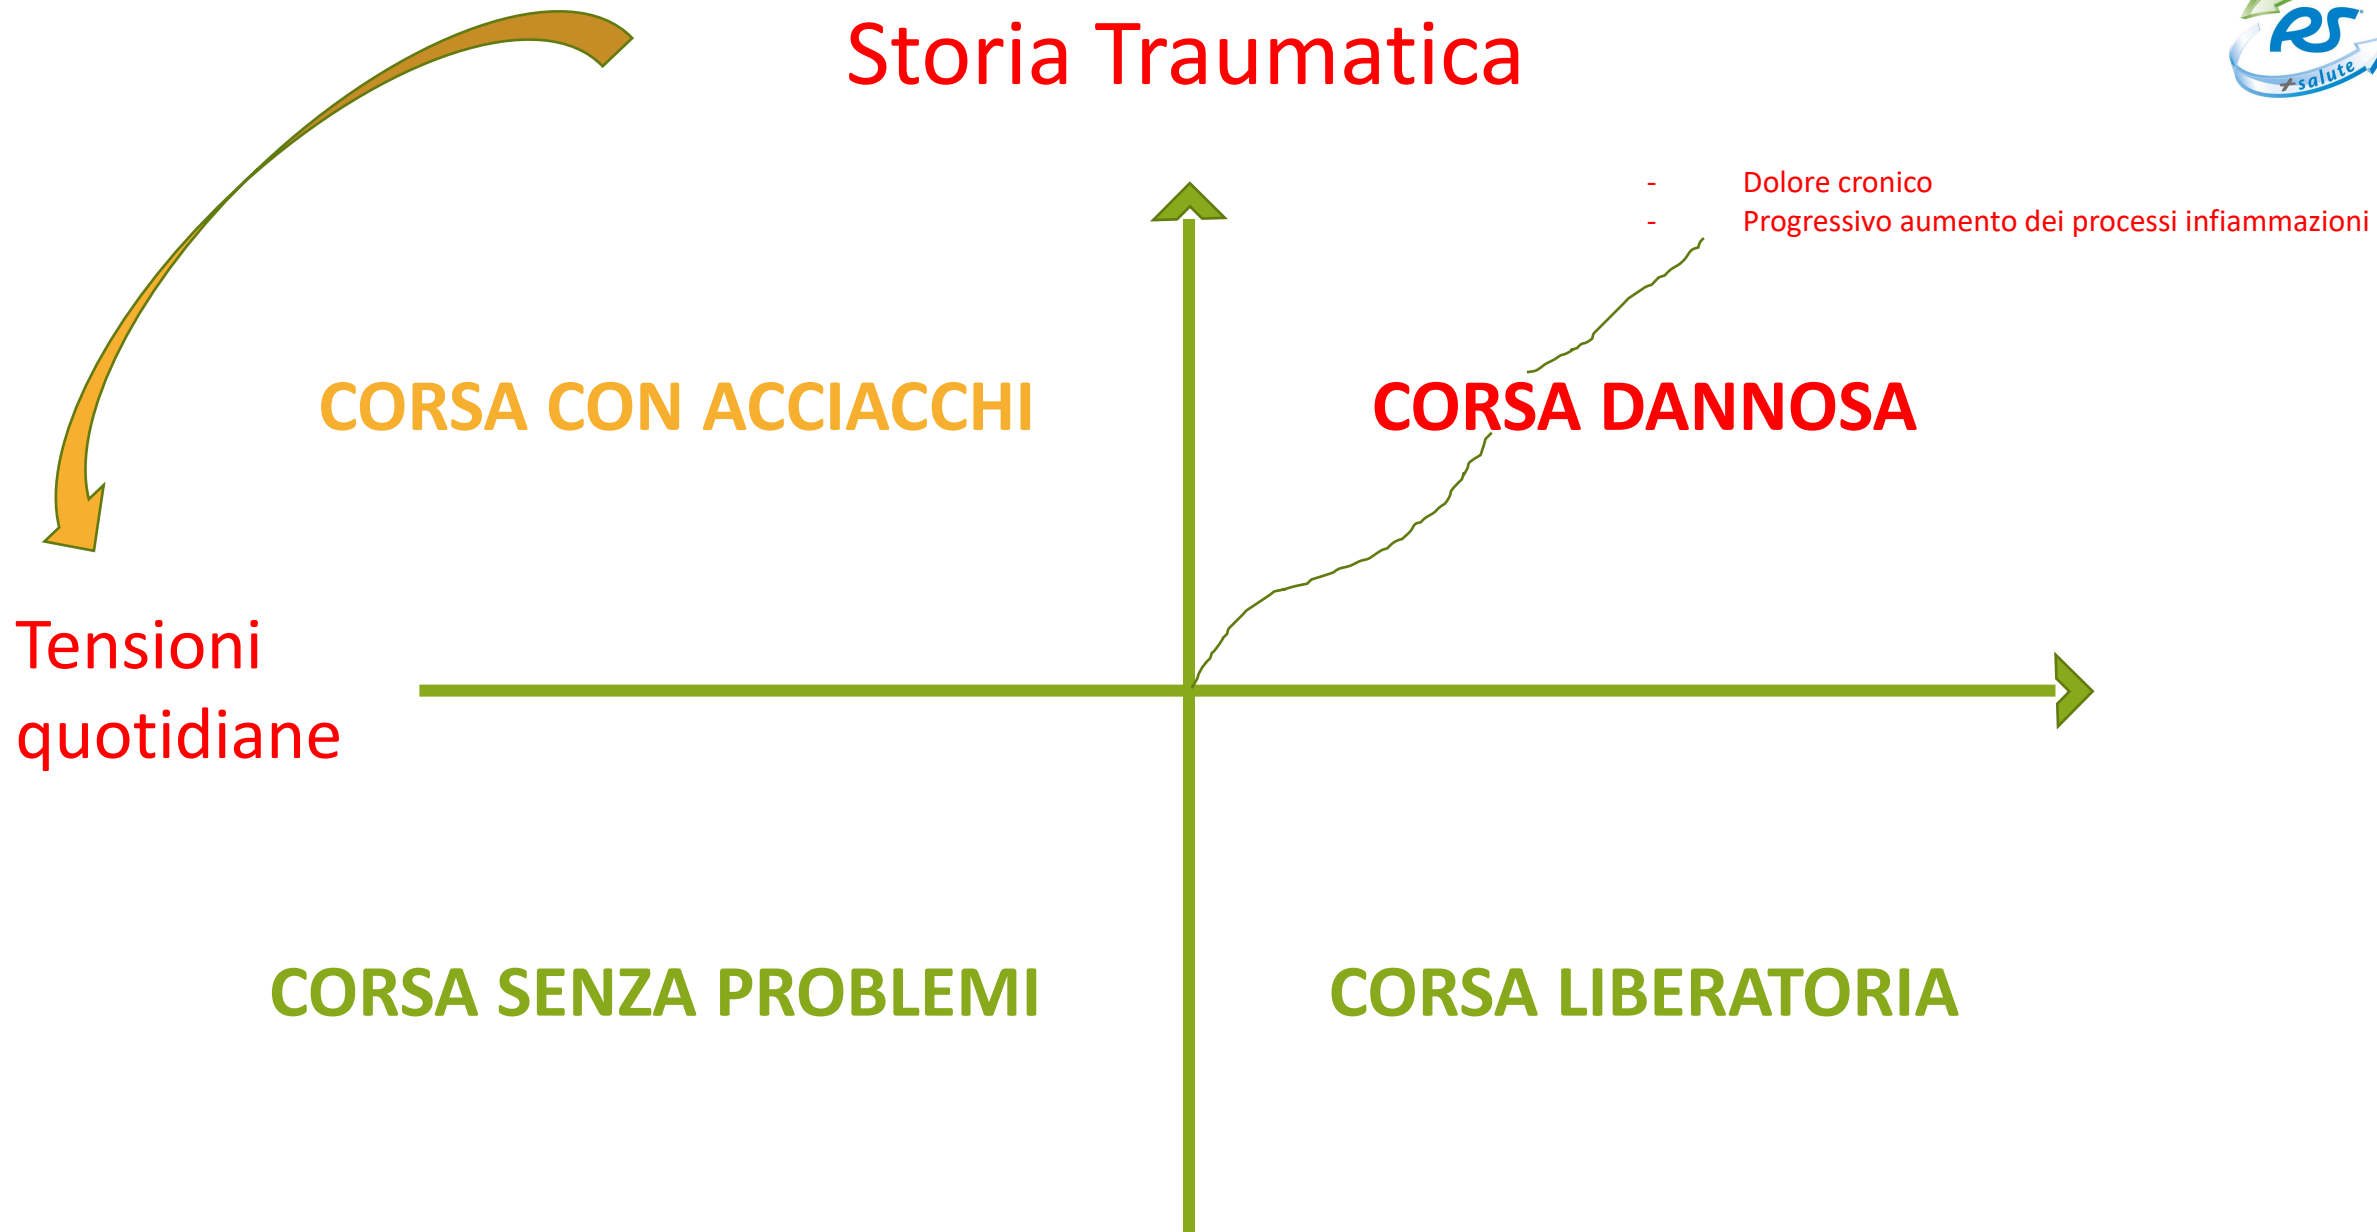 Storia Traumatica
RS
+salute
- Dolore cronico
- Progressivo aumento dei processi infiammazioni
CORSA CON ACCIACCHI
CORSA DANNOSA
Tensioni
quotidiane
CORSA SENZA PROBLEMI
CORSA LIBERATORIA